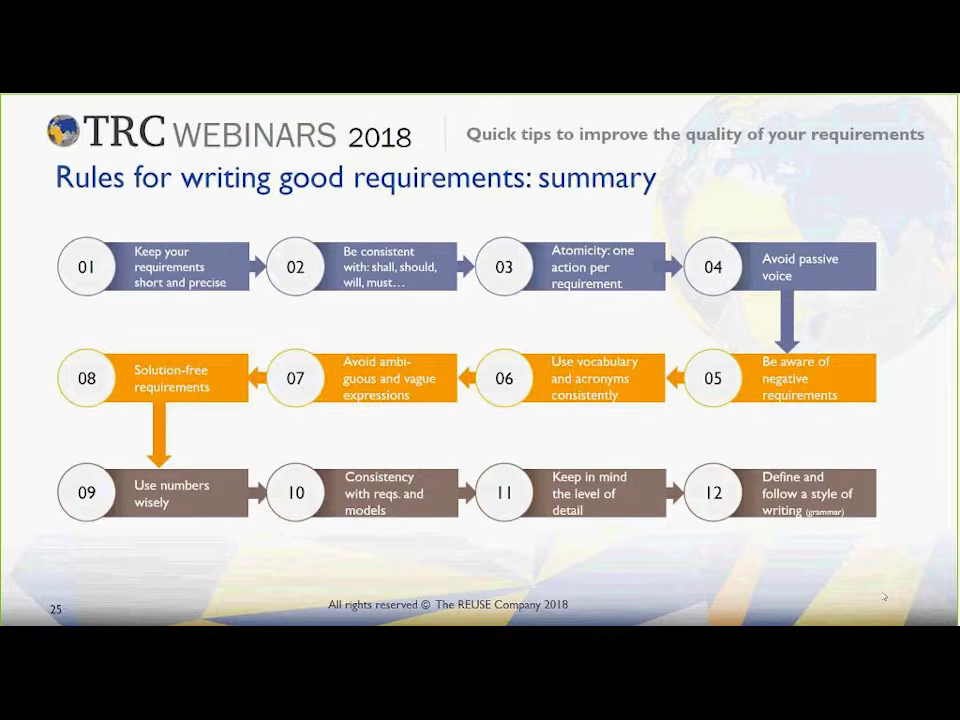 TRC WEBINARS 2018
Quick tips to improve the quality of your requirements
Rules for writing good requirements: summary
01
Keep your
requirements
short and precise
02
Be consistent
with: shall, should,
will, must...
03
Atomicity: one
action per
requirement
04
Avoid passive
voice
05
Be aware of
negative
requirements
06
Use vocabulary
and acronyms
consistently
07
Avoid ambi-
guous and vague
expressions
08
Solution-free
requirements
09
Use numbers
wisely
10
Consistency
with reqs. and
models
11
Keep in mind
the level of
detail
12
Define and
follow a style of
writing (grammar)
25
All rights reserved © The REUSE Company 2018